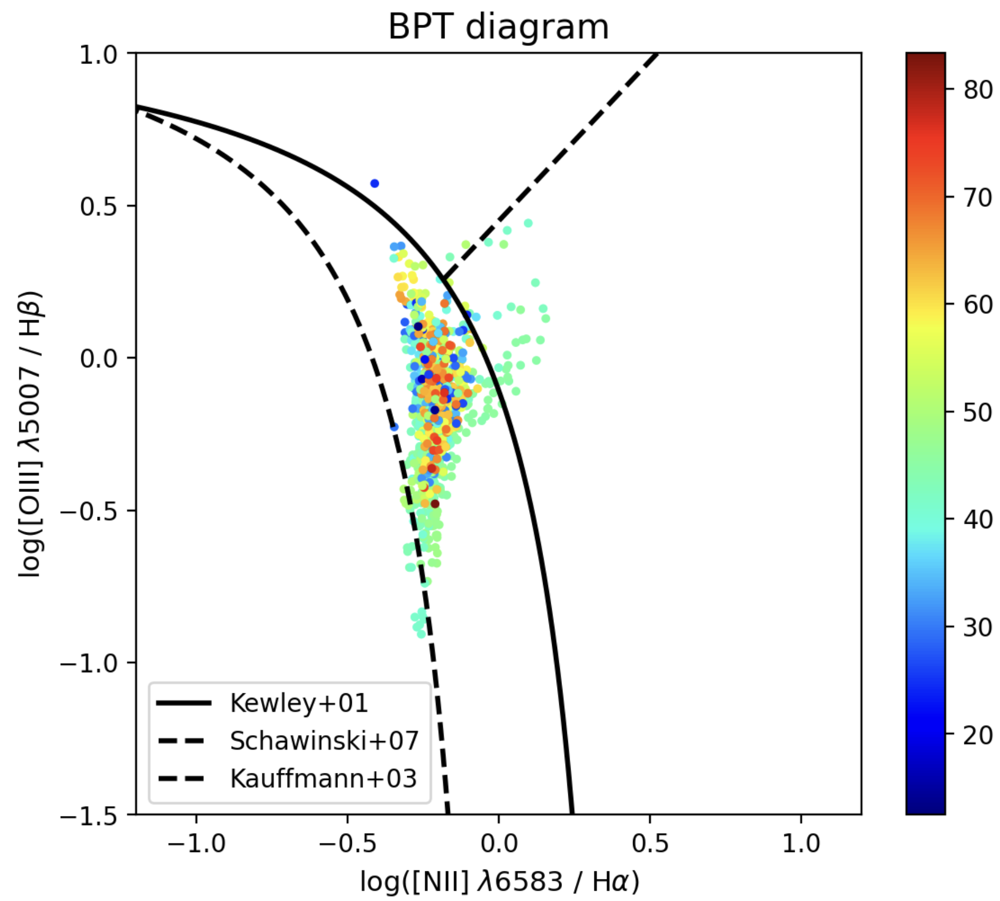 BPT diagram
1.0
0.5
0.0
−0.5
−1.0
−1.5
log([OIII] λ5007 / Hβ)
Kewley+01
Schawinski+07
Kauffmann+03
−1.0 −0.5 0.0 0.5 1.0
log([NII] λ6583 / Hα)
80
70
60
50
40
30
20